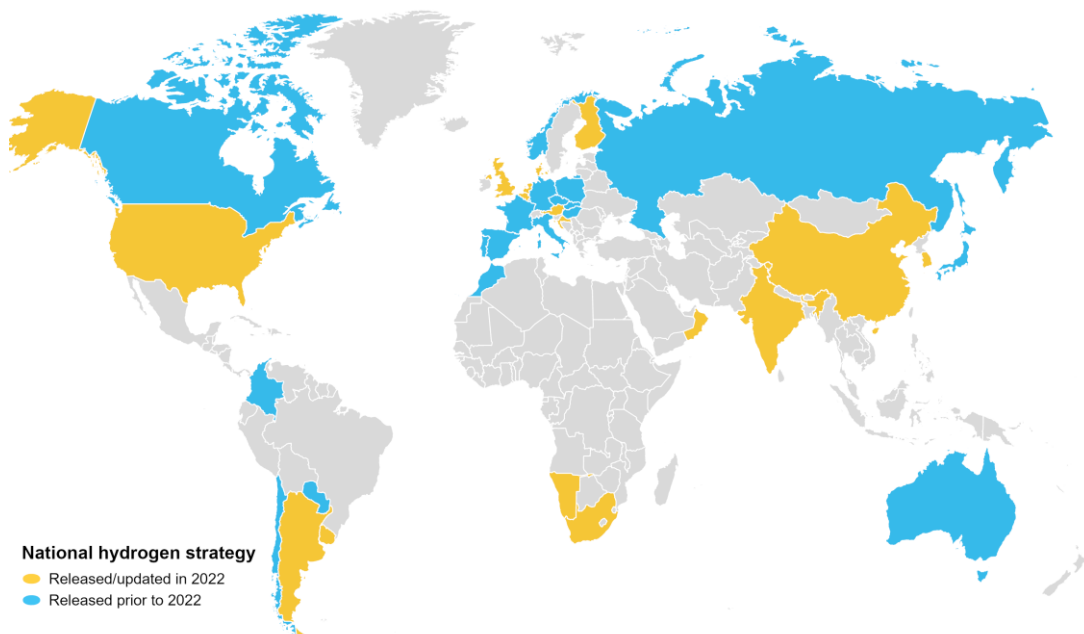 National hydrogen strategy
Released/updated in 2022
Released prior to 2022